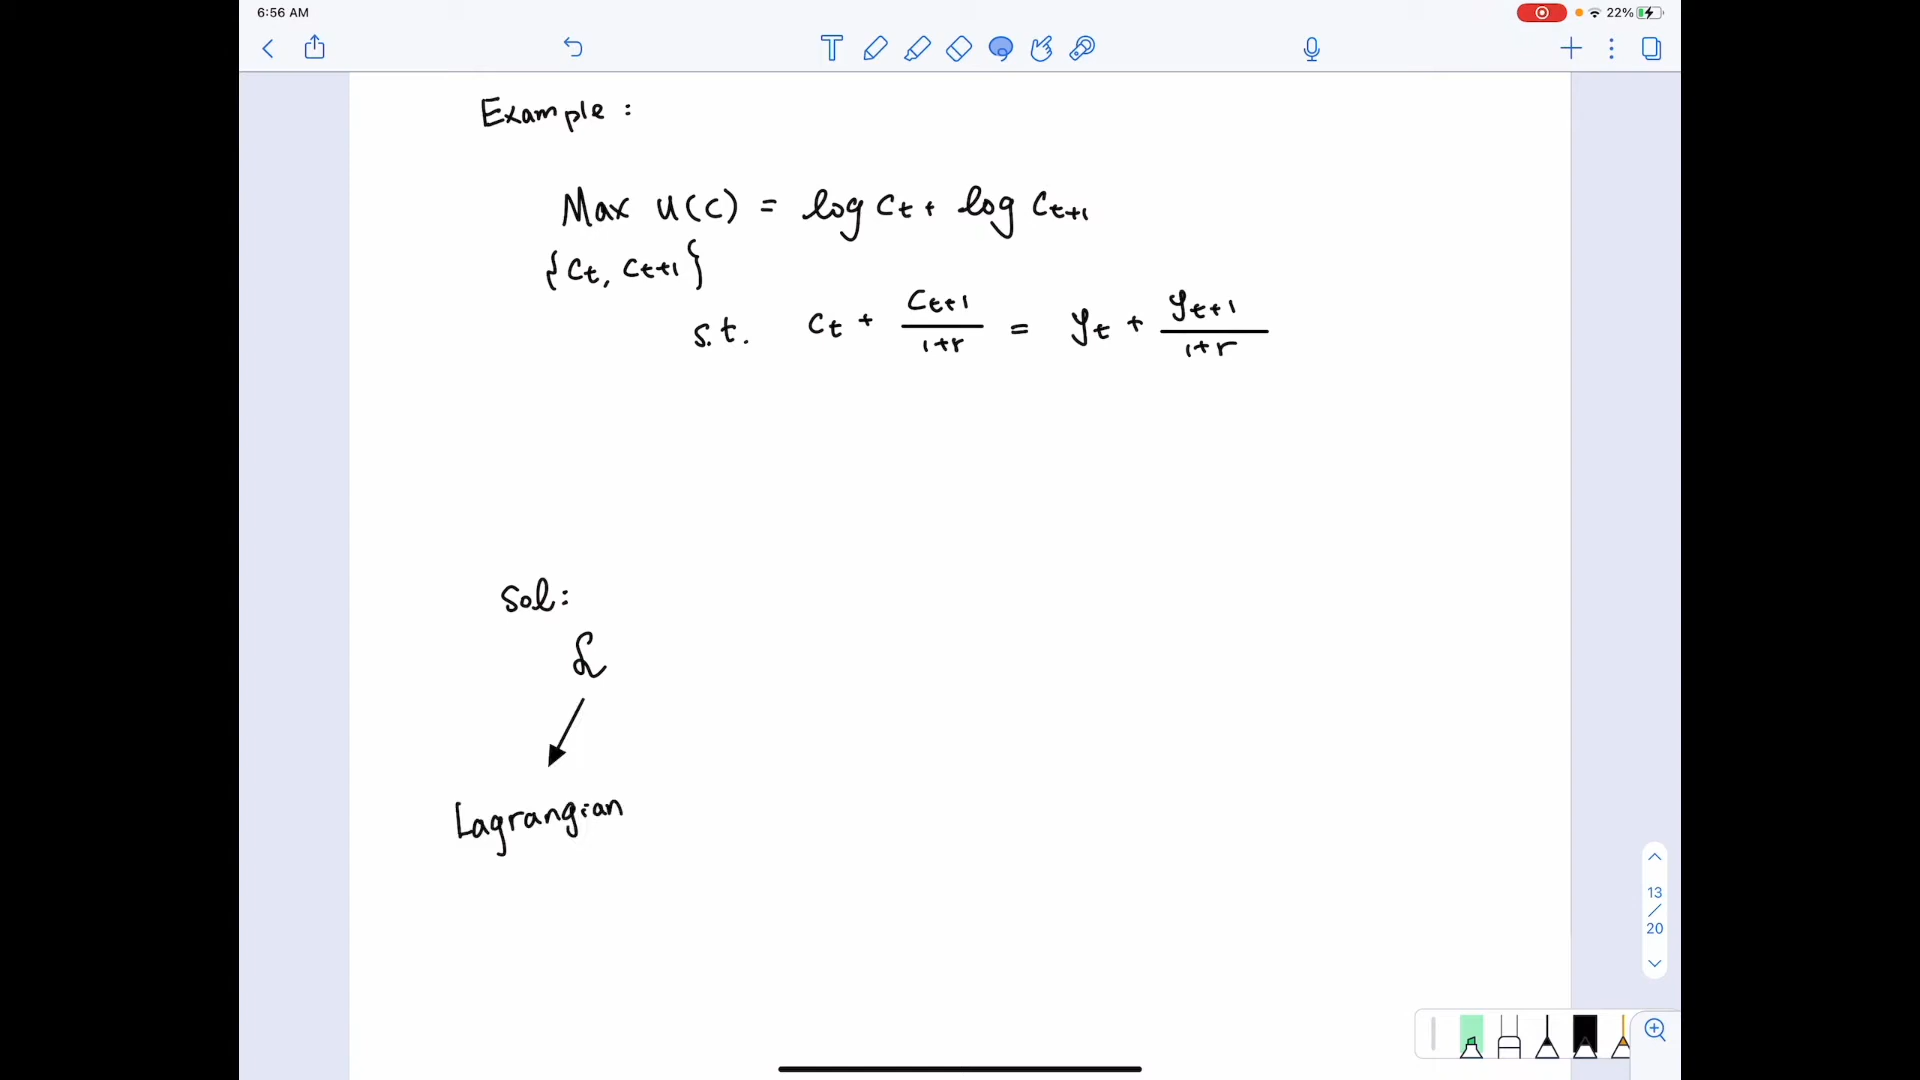 6:56 AM
22%
T
Example :
Max u(c) = log Ct + log Ct+1
{Ct, Ct+1}
s.t. Ct + Ct+1/1+r = yt + yt+1/1+r
Sol:
ℒ
Lagrangian
13
/
20